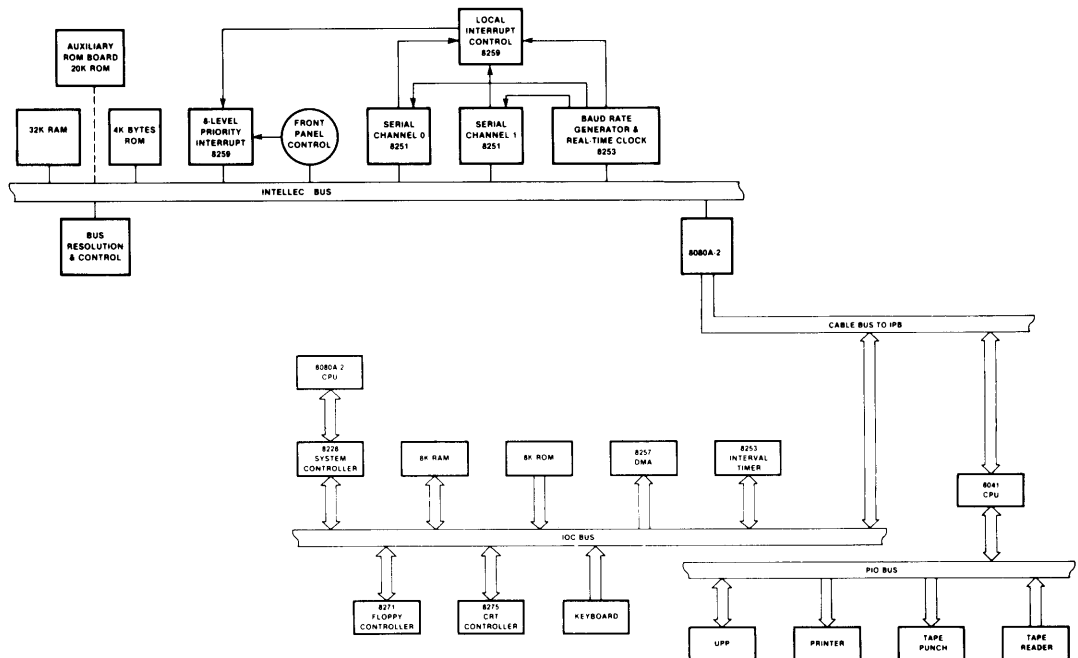 LOCAL
INTERRUPT
CONTROL
8259
AUXILIARY
ROM BOARD
20K ROM
32K RAM
4K BYTES
ROM
8-LEVEL
PRIORITY
INTERRUPT
8259
FRONT
PANEL
CONTROL
SERIAL
CHANNEL 0
8251
SERIAL
CHANNEL 1
8251
BAUD RATE
GENERATOR &
REAL-TIME CLOCK
8253
INTELLEC BUS
BUS
RESOLUTION
& CONTROL
8080A-2
CABLE BUS TO IPB
8080A-2
CPU
8228
SYSTEM
CONTROLLER
8K RAM
8K ROM
8257
DMA
8253
INTERVAL
TIMER
8041
CPU
IOC BUS
PIO BUS
8271
FLOPPY
CONTROLLER
8275
CRT
CONTROLLER
KEYBOARD
UPP
PRINTER
TAPE
PUNCH
TAPE
READER